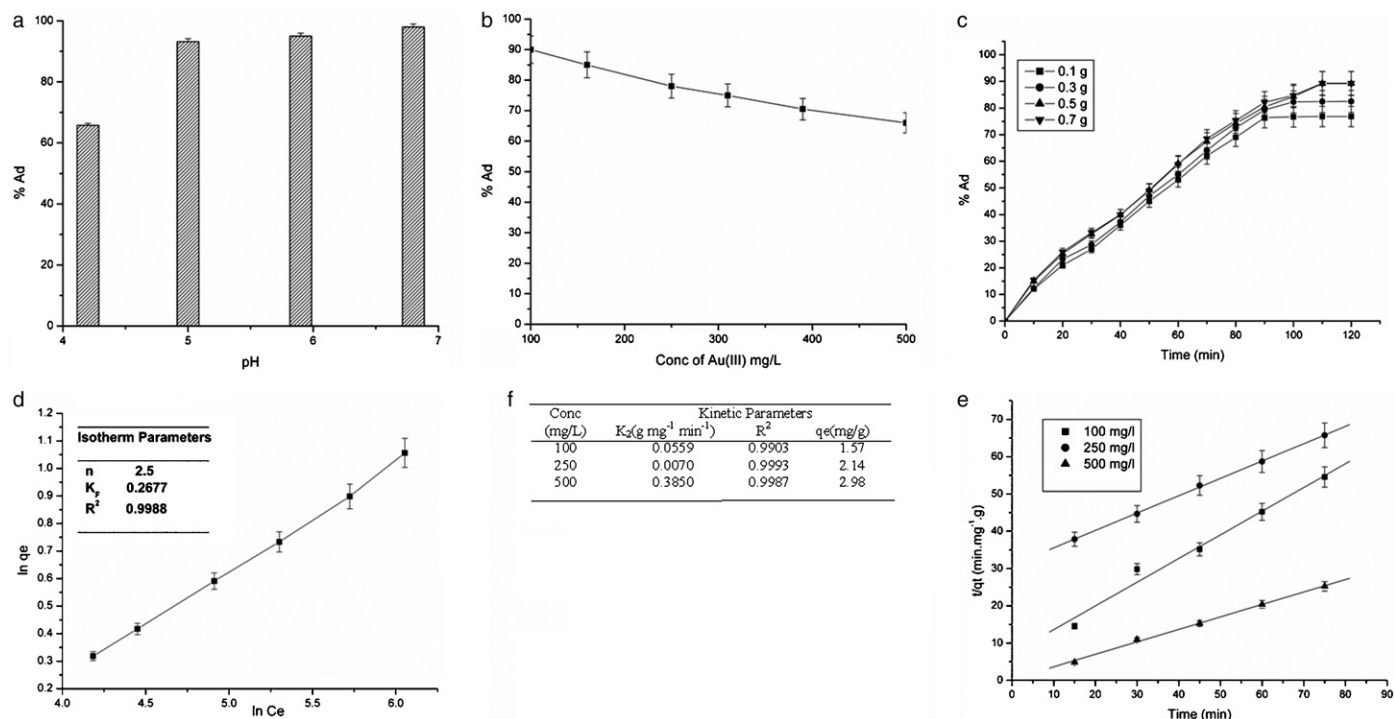 a
% Ad
100
80
60
40
20
0
4 5 6 7
pH
b
% Ad
100
90
80
70
60
50
40
30
20
10
0
100 200 300 400 500
Conc of Au(III) mg/L
c
0.1 g
0.3 g
0.5 g
0.7 g
% Ad
100
90
80
70
60
50
40
30
20
10
0
0 20 40 60 80 100 120
Time (min)
d
Isotherm Parameters
n 2.5
K_F 0.2677
R² 0.9988
ln qe
1.2
1.1
1.0
0.9
0.8
0.7
0.6
0.5
0.4
0.3
0.2
4.0 4.5 5.0 5.5 6.0
ln Ce
f
Conc Kinetic Parameters
(mg/L) K₂(g mg⁻¹ min⁻¹) R² qe(mg/g)
100 0.0559 0.9903 1.57
250 0.0070 0.9993 2.14
500 0.3850 0.9987 2.98
e
100 mg/l
250 mg/l
500 mg/l
t/qt (min.mg⁻¹.g)
70
60
50
40
30
20
10
0
0 10 20 30 40 50 60 70 80 90
Time (min)